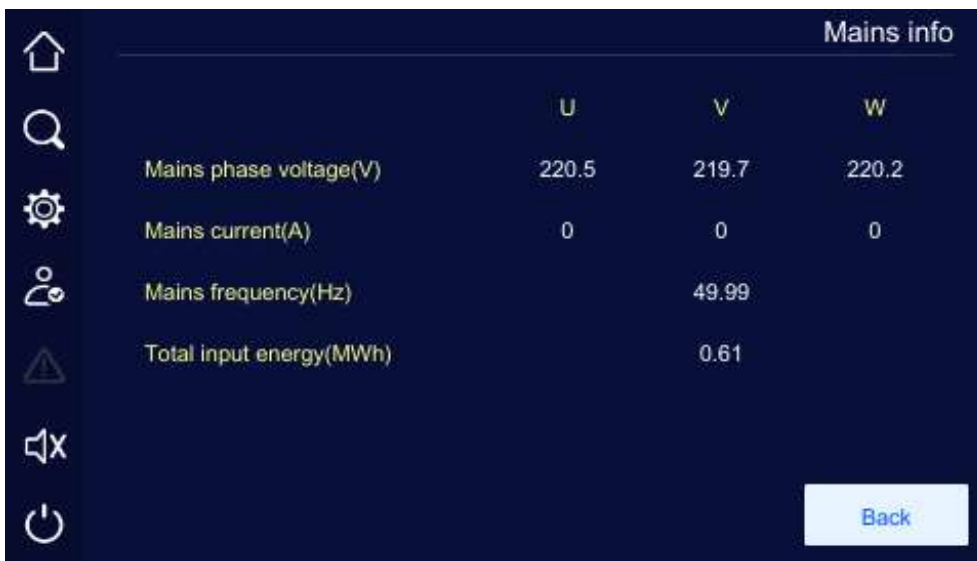 Mains info
U V W
Mains phase voltage(V) 220.5 219.7 220.2
Mains current(A) 0 0 0
Mains frequency(Hz) 49.99
Total input energy(MWh) 0.61
Back